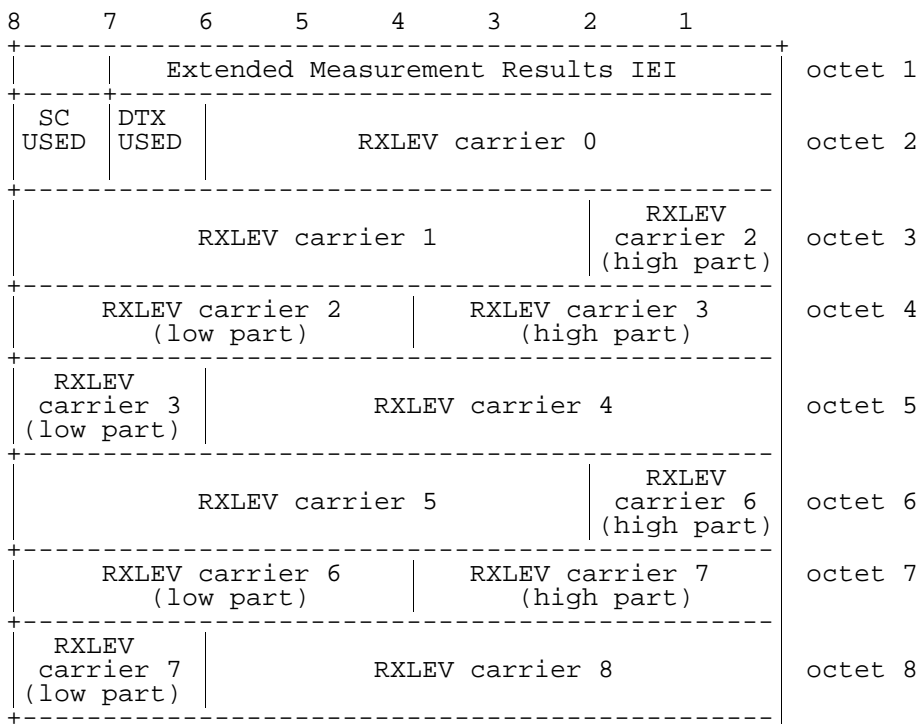 8 7 6 5 4 3 2 1
Extended Measurement Results IEI octet 1
SC DTX
USED USED RXLEV carrier 0 octet 2
RXLEV
RXLEV carrier 1 carrier 2 octet 3
(high part)
RXLEV carrier 2 RXLEV carrier 3 octet 4
(low part) (high part)
RXLEV
carrier 3 RXLEV carrier 4 octet 5
(low part)
RXLEV
RXLEV carrier 5 carrier 6 octet 6
(high part)
RXLEV carrier 6 RXLEV carrier 7 octet 7
(low part) (high part)
RXLEV
carrier 7 RXLEV carrier 8 octet 8
(low part)